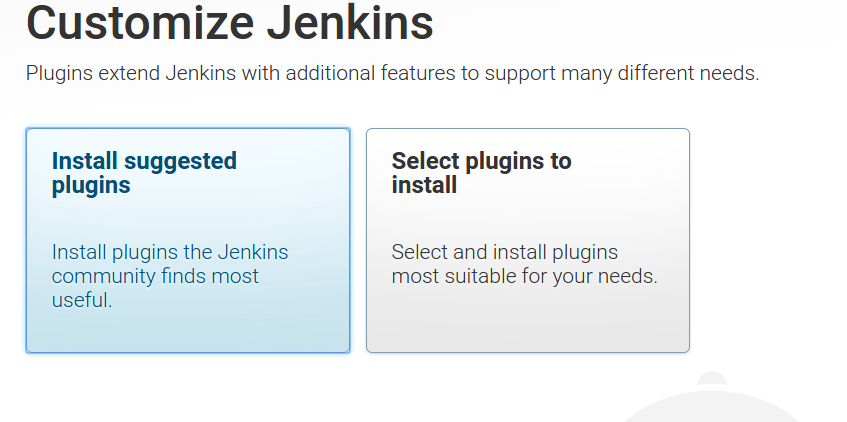 Customize Jenkins
Plugins extend Jenkins with additional features to support many different needs.
Install suggested
plugins
Install plugins the Jenkins
community finds most
useful.
Select plugins to
install
Select and install plugins
most suitable for your needs.